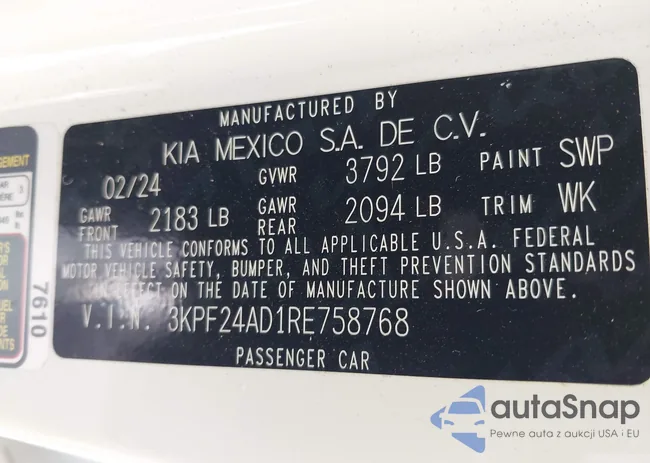 MANUFACTURED BY
KIA MEXICO S.A. DE C.V.
02/24 GVWR 3792 LB PAINT SWP
GAWR FRONT 2183 LB GAWR REAR 2094 LB TRIM WK
THIS VEHICLE CONFORMS TO ALL APPLICABLE U.S.A. FEDERAL
MOTOR VEHICLE SAFETY, BUMPER, AND THEFT PREVENTION STANDARDS
IN EFFECT ON THE DATE OF MANUFACTURE SHOWN ABOVE.
V.I.N. 3KPF24AD1RE758768
PASSENGER CAR
7610
autaSnap
Pewne auta z aukcji USA i EU